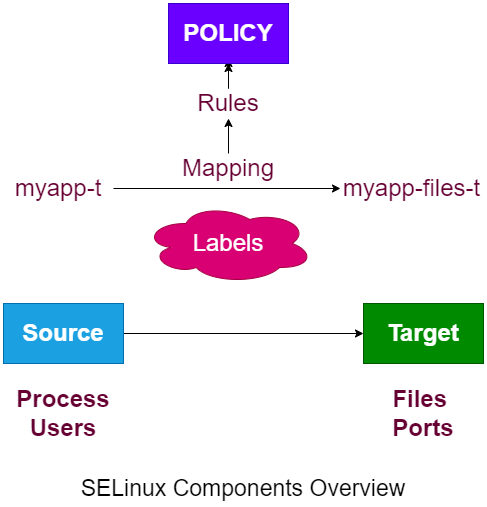 POLICY
Rules
Mapping
myapp-t
myapp-files-t
Labels
Source
Target
Process
Users
Files
Ports
SELinux Components Overview